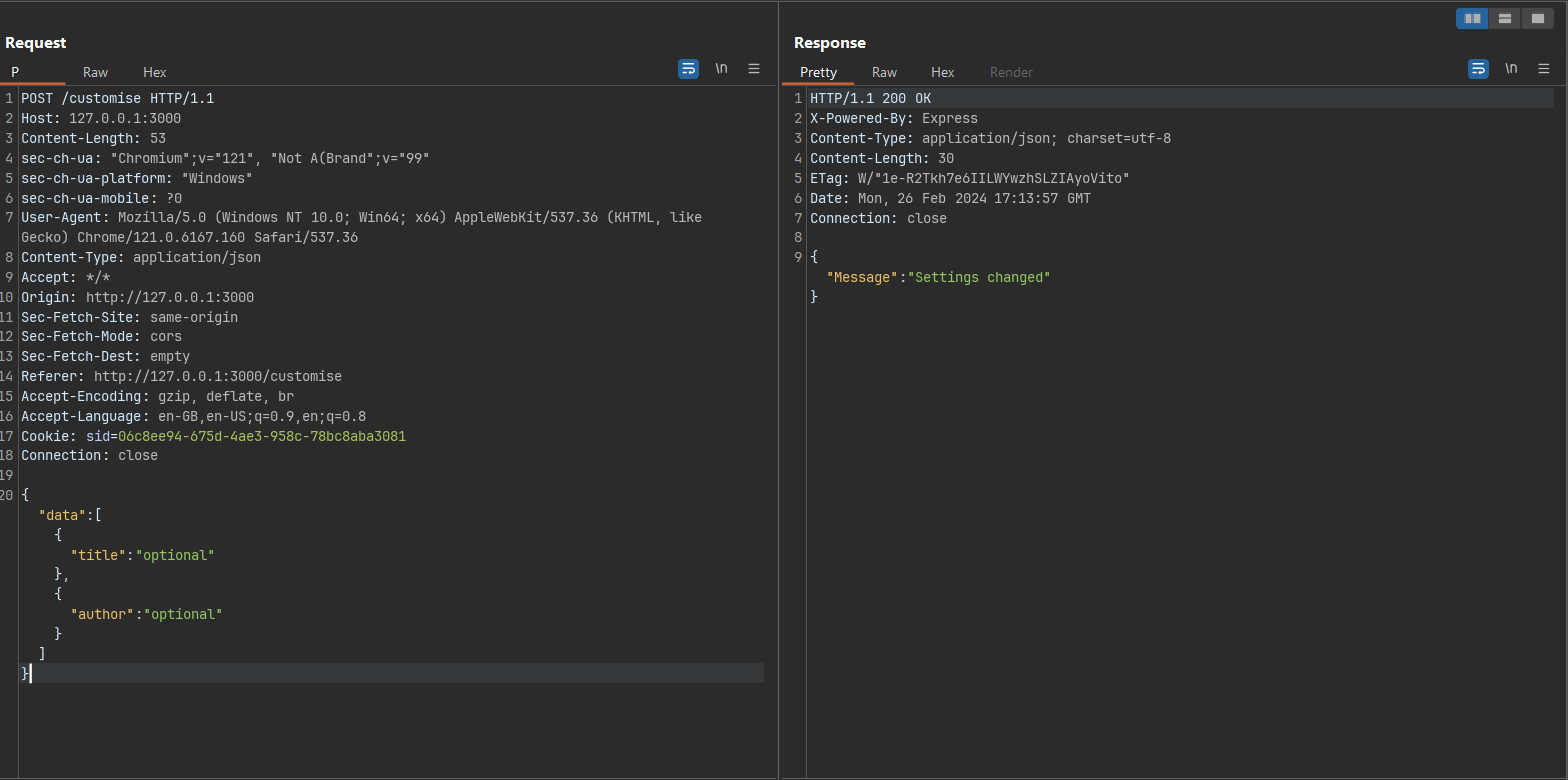 Request
P Raw Hex \n
1 POST /customise HTTP/1.1
2 Host: 127.0.0.1:3000
3 Content-Length: 53
4 sec-ch-ua: "Chromium";v="121", "Not A(Brand";v="99"
5 sec-ch-ua-platform: "Windows"
6 sec-ch-ua-mobile: ?0
7 User-Agent: Mozilla/5.0 (Windows NT 10.0; Win64; x64) AppleWebKit/537.36 (KHTML, like
Gecko) Chrome/121.0.6167.160 Safari/537.36
8 Content-Type: application/json
9 Accept: */*
10 Origin: http://127.0.0.1:3000
11 Sec-Fetch-Site: same-origin
12 Sec-Fetch-Mode: cors
13 Sec-Fetch-Dest: empty
14 Referer: http://127.0.0.1:3000/customise
15 Accept-Encoding: gzip, deflate, br
16 Accept-Language: en-GB,en-US;q=0.9,en;q=0.8
17 Cookie: sid=06c8ee94-675d-4ae3-958c-78bc8aba3081
18 Connection: close
19
20 {
"data":[
{
"title":"optional"
},
{
"author":"optional"
}
]
}
Response
Pretty Raw Hex Render \n
1 HTTP/1.1 200 OK
2 X-Powered-By: Express
3 Content-Type: application/json; charset=utf-8
4 Content-Length: 30
5 ETag: W/"1e-R2Tkh7e6IILWYwzhSLZIAyoVito"
6 Date: Mon, 26 Feb 2024 17:13:57 GMT
7 Connection: close
8
9 {
"Message":"Settings changed"
}